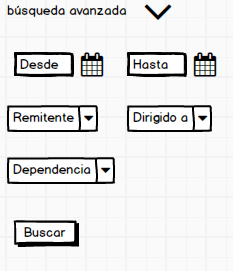 búsqueda avanzada
Desde Hasta
Remitente Dirigido a
Dependencia
Buscar